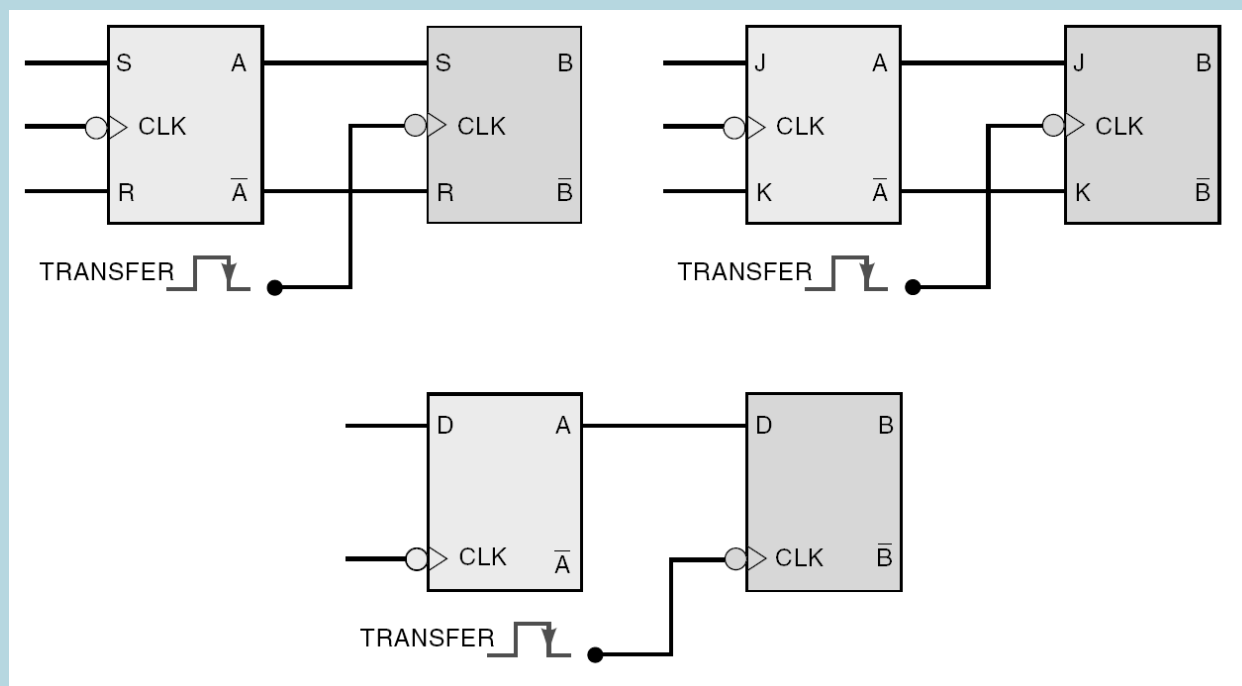 S A S B
CLK CLK
R A̅ R B̅
TRANSFER
J A J B
CLK CLK
K A̅ K B̅
TRANSFER
D A D B
CLK A̅ CLK B̅
TRANSFER